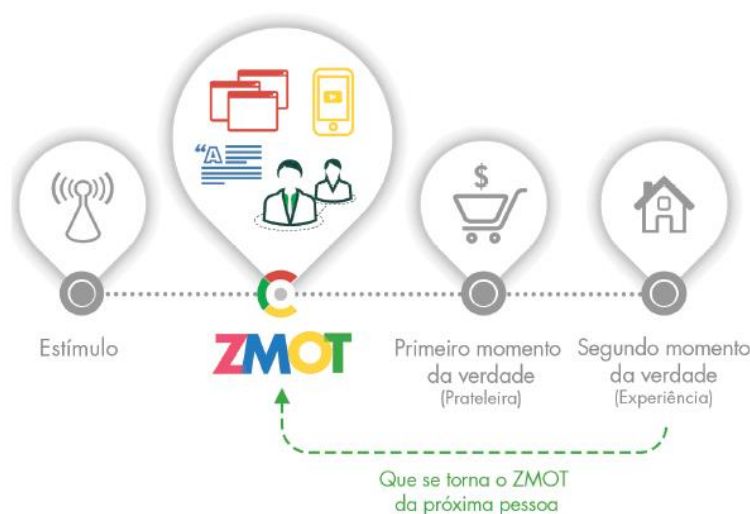 “A
Estímulo
ZMOT
Primeiro momento
da verdade
(Prateleira)
Segundo momento
da verdade
(Experiência)
$
Que se torna o ZMOT
da próxima pessoa